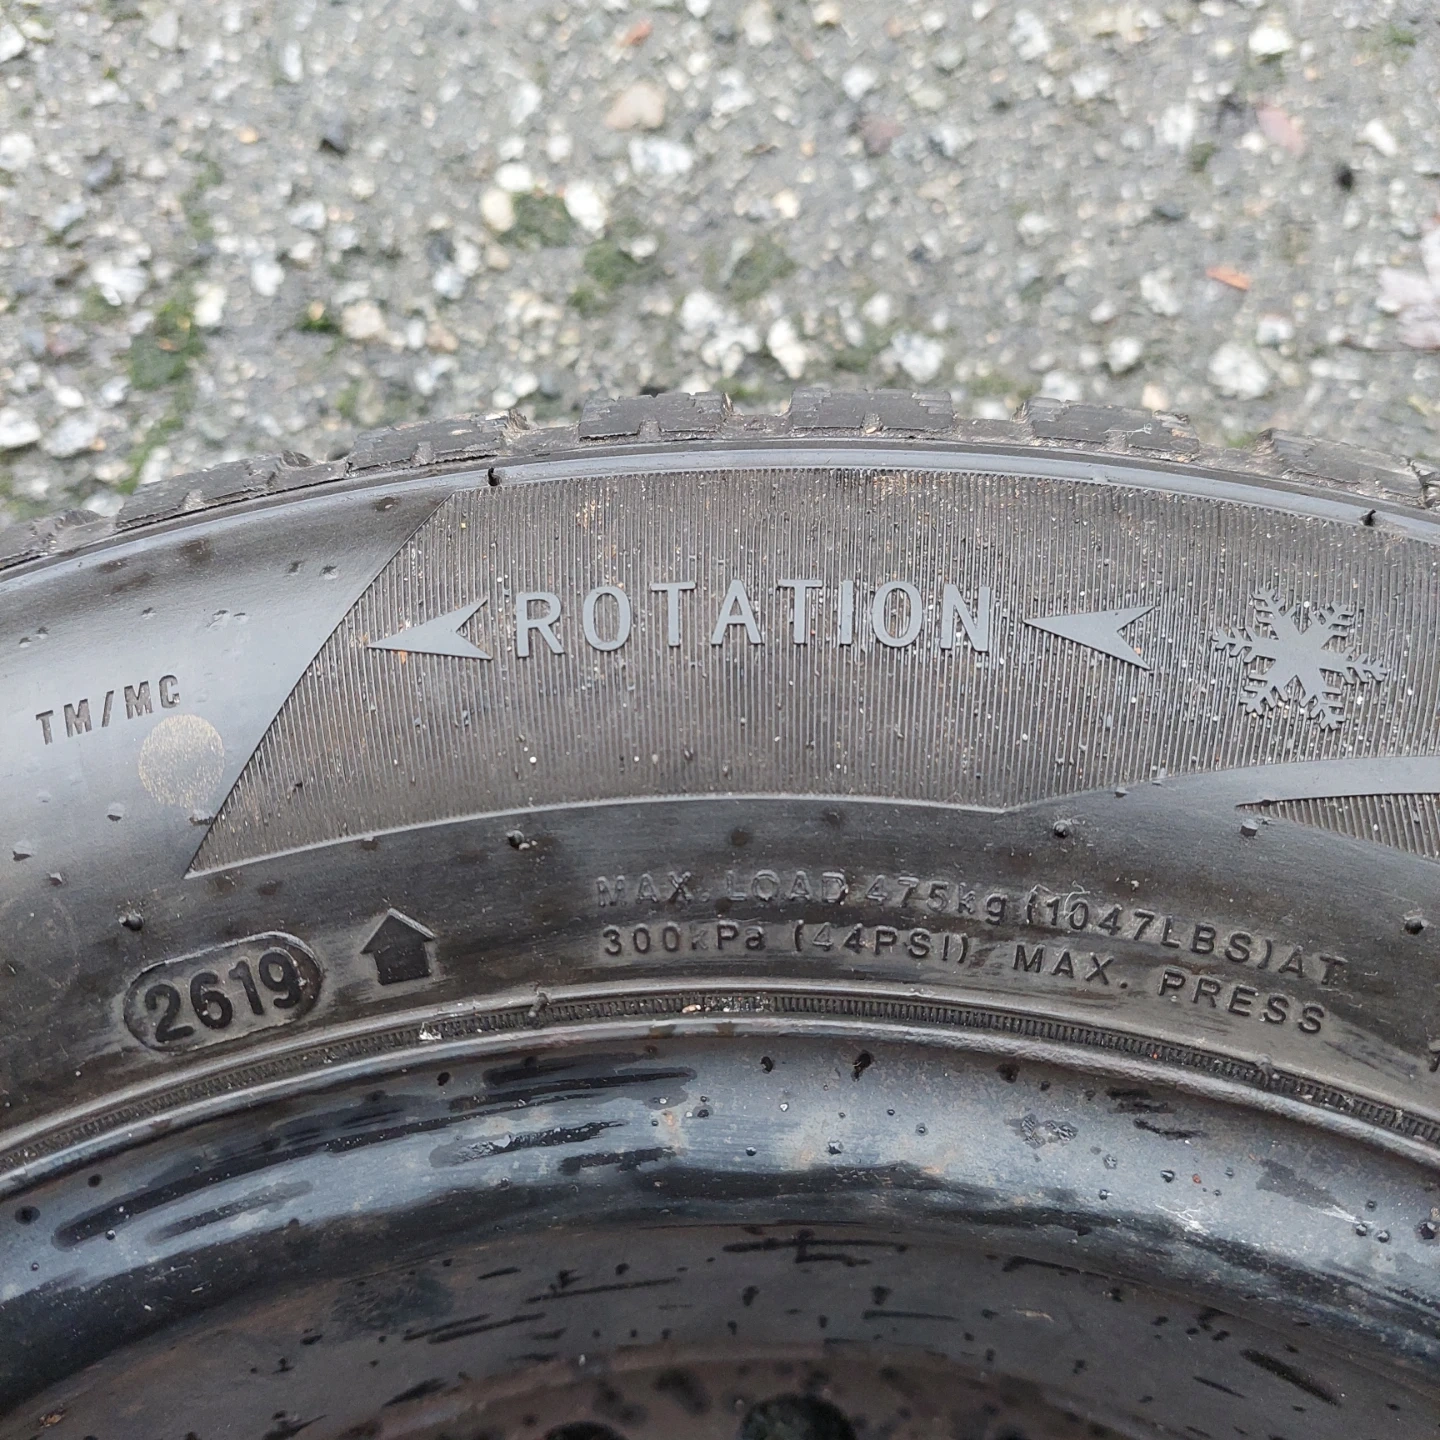 ROTATION
TM/MC
MAX. LOAD 475kg (1047LBS) AT
300kPa (44PSI) MAX. PRESS
2619